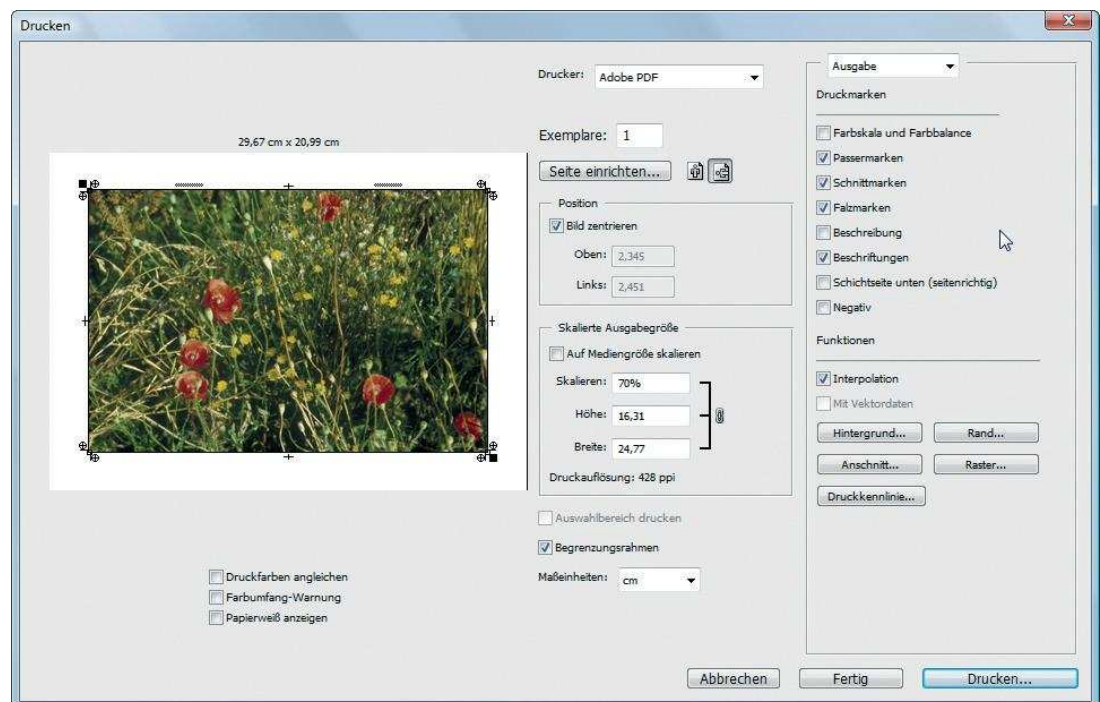 Drucken
29,67 cm x 20,99 cm
Druckfarben angleichen
Farbumfang-Warnung
Papierweiß anzeigen
Drucker: Adobe PDF
Exemplare: 1
Seite einrichten...
Position
Bild zentrieren
Oben: 2,345
Links: 2,451
Skalierte Ausgabegröße
Auf Mediengröße skalieren
Skalieren: 70%
Höhe: 16,31
Breite: 24,77
Druckauflösung: 428 ppi
Auswahlbereich drucken
Begrenzungsrahmen
Maßeinheiten: cm
Ausgabe
Druckmarken
Farbskala und Farbbalance
Passermarken
Schnittmarken
Falzmarken
Beschreibung
Beschriftungen
Schichtseite unten (seitenrichtig)
Negativ
Funktionen
Interpolation
Mit Vektordaten
Hintergrund... Rand...
Anschnitt... Raster...
Druckkennlinie...
Abbrechen Fertig Drucken...